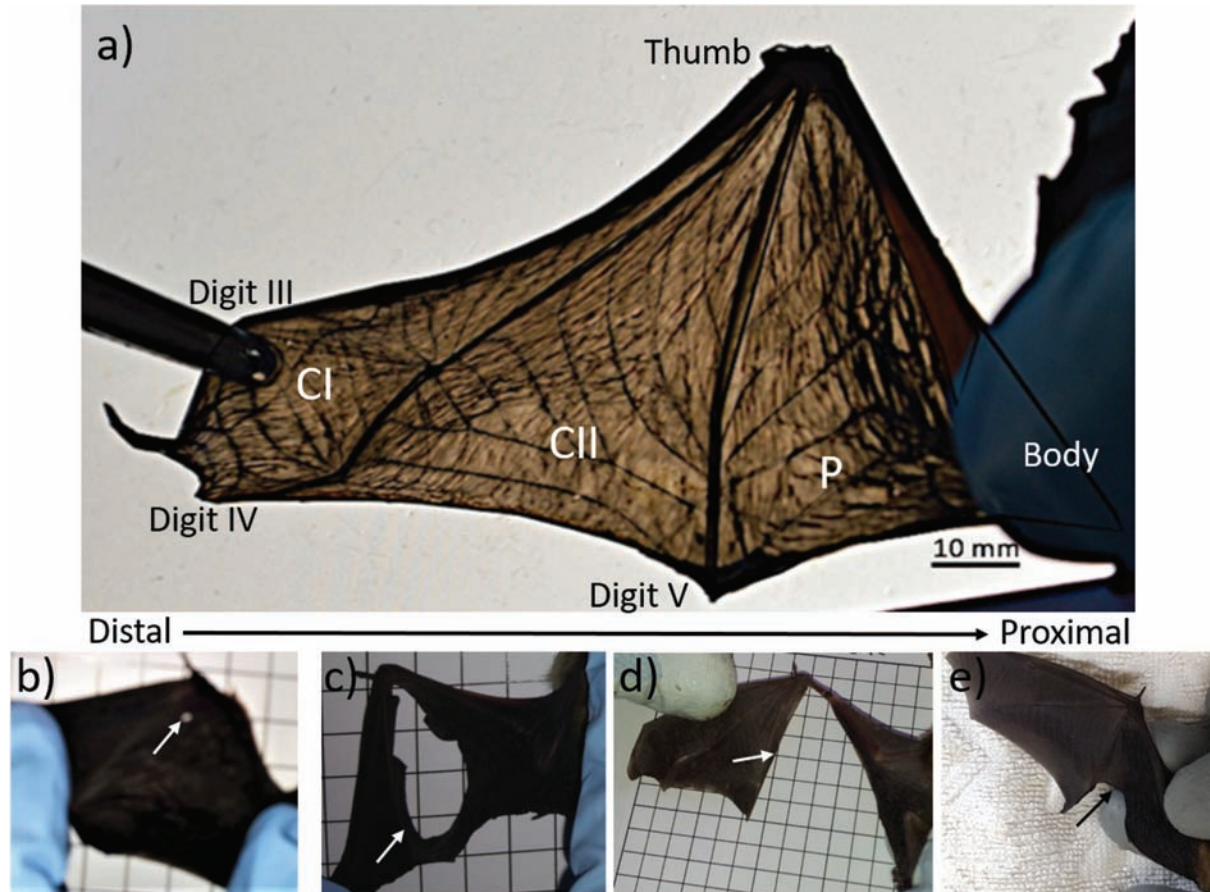 a)
Thumb
Digit III
CI
CII
P
Body
Digit IV
10 mm
Digit V
Distal
Proximal
b)
c)
d)
e)